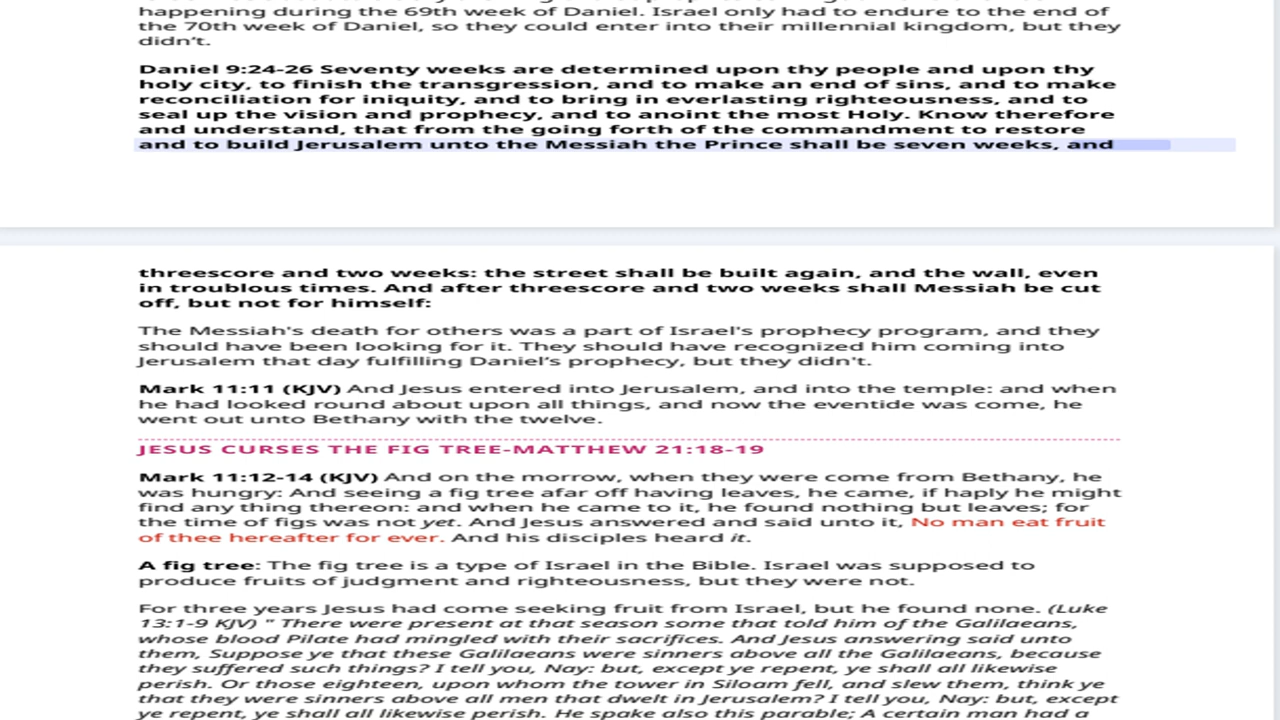 happening during the 69th week of Daniel. Israel only had to endure to the end of
the 70th week of Daniel, so they could enter into their millennial kingdom, but they
didn't.
Daniel 9:24-26 Seventy weeks are determined upon thy people and upon thy
holy city, to finish the transgression, and to make an end of sins, and to make
reconciliation for iniquity, and to bring in everlasting righteousness, and to
seal up the vision and prophecy, and to anoint the most Holy. Know therefore
and understand, that from the going forth of the commandment to restore
and to build Jerusalem unto the Messiah the Prince shall be seven weeks, and
threescore and two weeks: the street shall be built again, and the wall, even
in troublous times. And after threescore and two weeks shall Messiah be cut
off, but not for himself:
The Messiah's death for others was a part of Israel's prophecy program, and they
should have been looking for it. They should have recognized him coming into
Jerusalem that day fulfilling Daniel's prophecy, but they didn't.
Mark 11:11 (KJV) And Jesus entered into Jerusalem, and into the temple: and when
he had looked round about upon all things, and now the eventide was come, he
went out unto Bethany with the twelve.
JESUS CURSES THE FIG TREE-MATTHEW 21:18-19
Mark 11:12-14 (KJV) And on the morrow, when they were come from Bethany, he
was hungry: And seeing a fig tree afar off having leaves, he came, if haply he might
find any thing thereon: and when he came to it, he found nothing but leaves; for
the time of figs was not yet. And Jesus answered and said unto it, No man eat fruit
of thee hereafter for ever. And his disciples heard it.
A fig tree: The fig tree is a type of Israel in the Bible. Israel was supposed to
produce fruits of judgment and righteousness, but they were not.
For three years Jesus had come seeking fruit from Israel, but he found none. (Luke
13:1-9 KJV) " There were present at that season some that told him of the Galilaeans,
whose blood Pilate had mingled with their sacrifices. And Jesus answering said unto
them, Suppose ye that these Galilaeans were sinners above all the Galilaeans, because
they suffered such things? I tell you, Nay: but, except ye repent, ye shall all likewise
perish. Or those eighteen, upon whom the tower in Siloam fell, and slew them, think ye
that they were sinners above all men that dwelt in Jerusalem? I tell you, Nay: but, except
ye repent, ye shall all likewise perish. He spake also this parable; A certain man had a